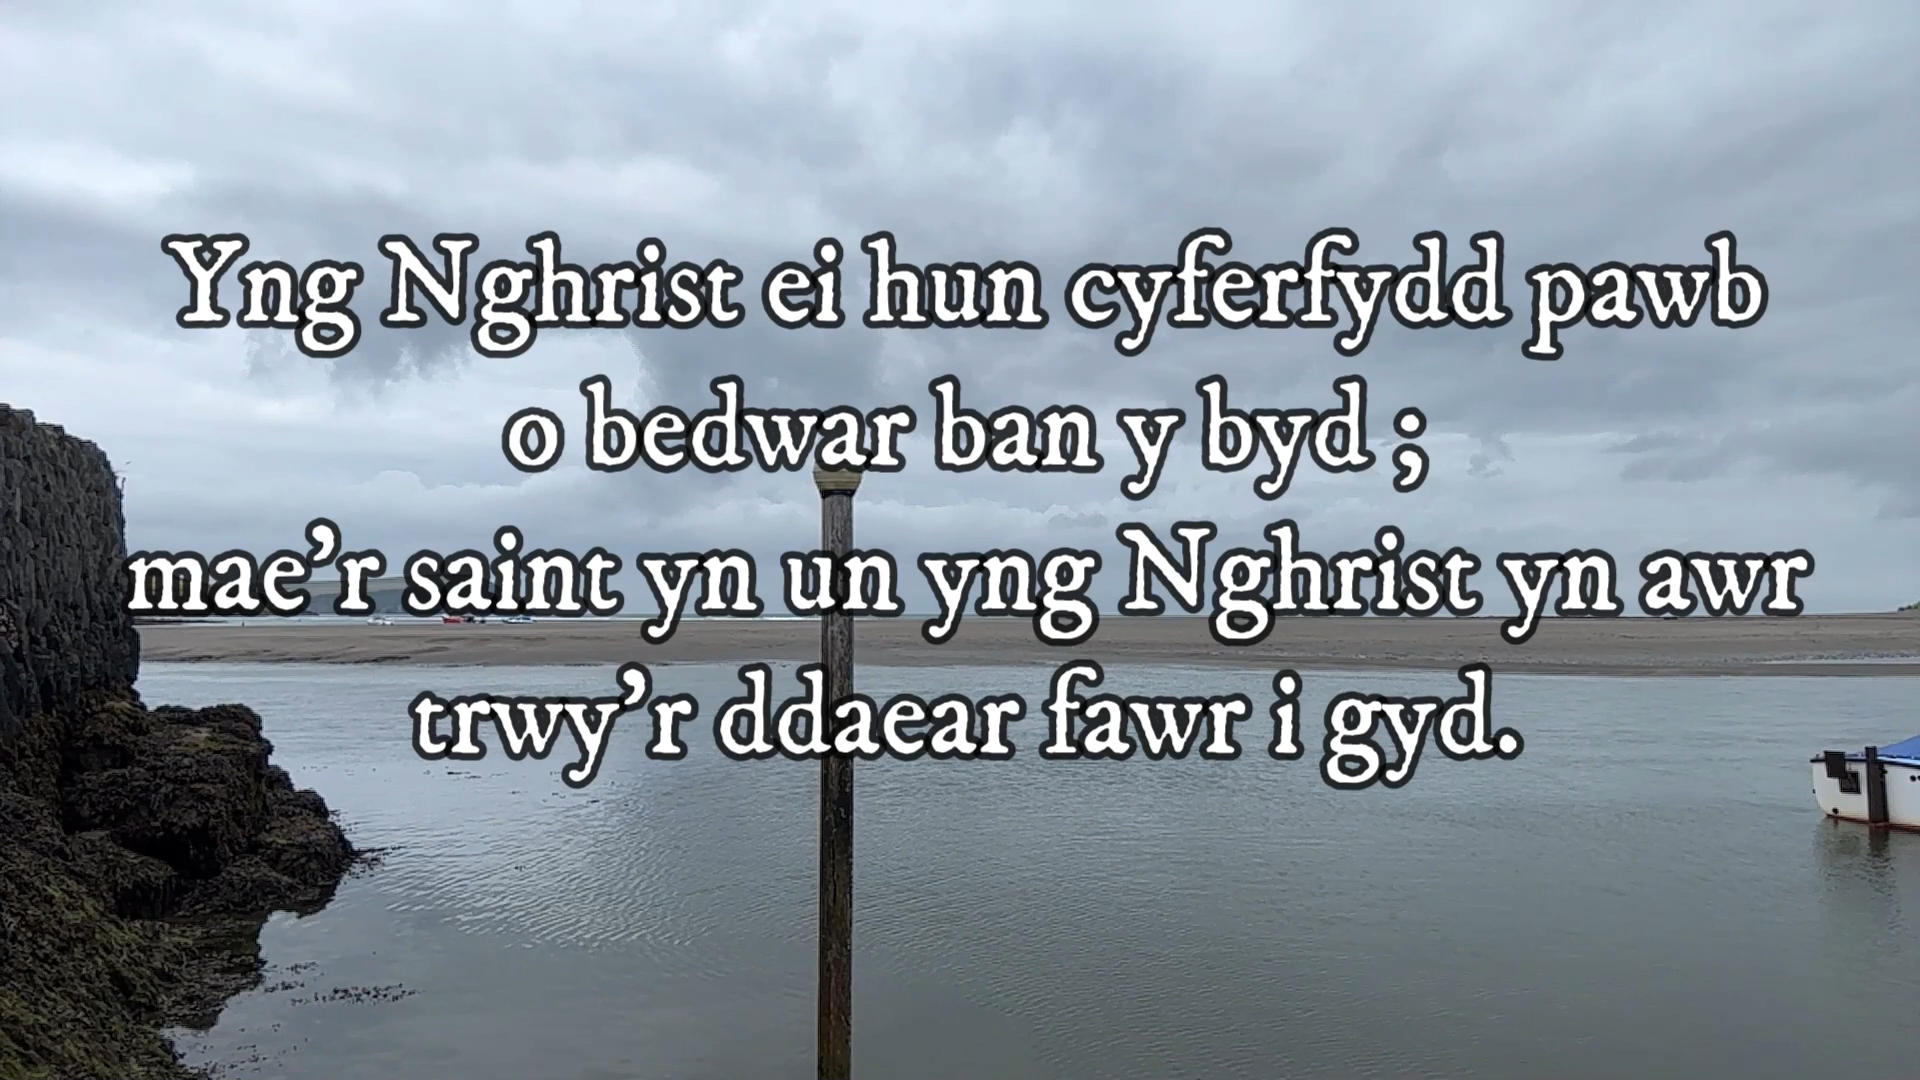 Yng Nghrist ei hun cyferfydd pawb
o bedwar ban y byd ;
mae’r saint yn un yng Nghrist yn awr
trwy’r ddaear fawr i gyd.